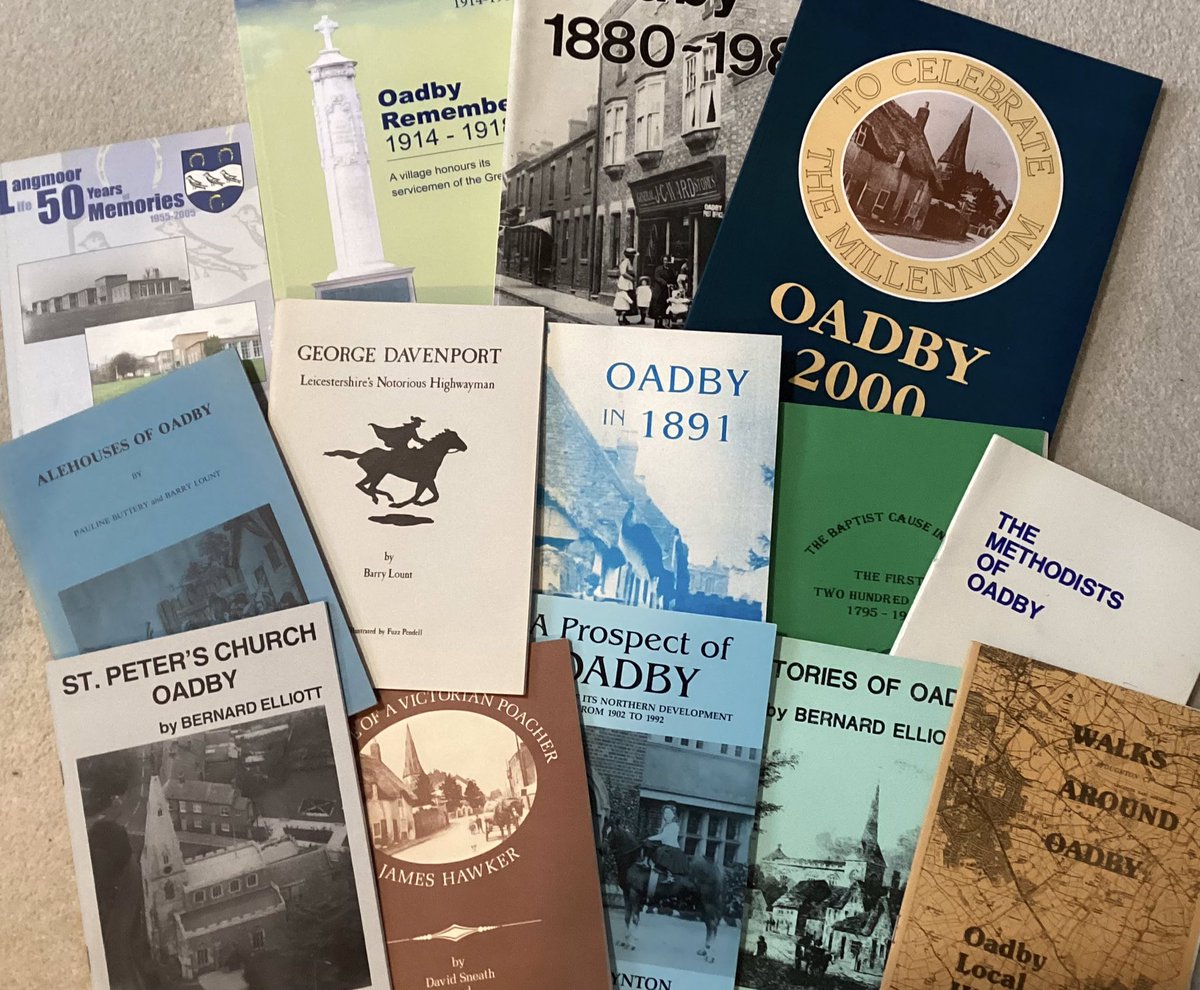 Langmoor
Life 50 Years of
Memories
1955-2005
Oadby
Remembe
1914 - 1918
A village honours its
servicemen of the Gre
Oadby
1880~198
TO CELEBRATE
THE MILLENNIUM
OADBY
2000
ALEHOUSES OF OADBY
BY
PAULINE BUTTERY and BARRY LOUNT
GEORGE DAVENPORT
Leicestershire's Notorious Highwayman
by
Barry Lount
Illustrated by Fuzz Pendell
OADBY
IN 1891
THE BAPTIST CAUSE IN
THE FIRST
TWO HUNDRED
1795 - 19
THE
METHODISTS
OF
OADBY
ST. PETER'S CHURCH
OADBY
by BERNARD ELLIOTT
E OF A VICTORIAN POACHER
JAMES HAWKER
by
David Sneath
A Prospect of
OADBY
ITS NORTHERN DEVELOPMENT
FROM 1902 TO 1992
YNTON
TORIES OF OAD
by BERNARD ELLIO
WALKS
AROUND
OADBY
Oadby
Local